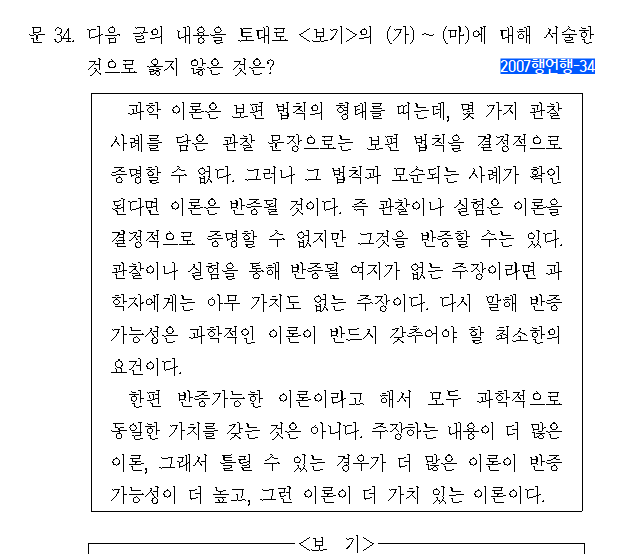 문 34. 다음 글의 내용을 토대로 <보기>의 (가)~(마)에 대해 서술한
것으로 옳지 않은 것은?
2007행언행-34
과학 이론은 보편 법칙의 형태를 띠는데, 몇 가지 관찰
사례를 담은 관찰 문장으로는 보편 법칙을 결정적으로
증명할 수 없다. 그러나 그 법칙과 모순되는 사례가 확인
된다면 이론은 반증될 것이다. 즉 관찰이나 실험은 이론을
결정적으로 증명할 수 없지만 그것을 반증할 수는 있다.
관찰이나 실험을 통해 반증될 여지가 없는 주장이라면 과
학자에게는 아무 가치도 없는 주장이다. 다시 말해 반증
가능성은 과학적인 이론이 반드시 갖추어야 할 최소한의
요건이다.
한편 반증가능한 이론이라고 해서 모두 과학적으로
동일한 가치를 갖는 것은 아니다. 주장하는 내용이 더 많은
이론, 그래서 틀릴 수 있는 경우가 더 많은 이론이 반증
가능성이 더 높고, 그런 이론이 더 가치 있는 이론이다.
<보 기>